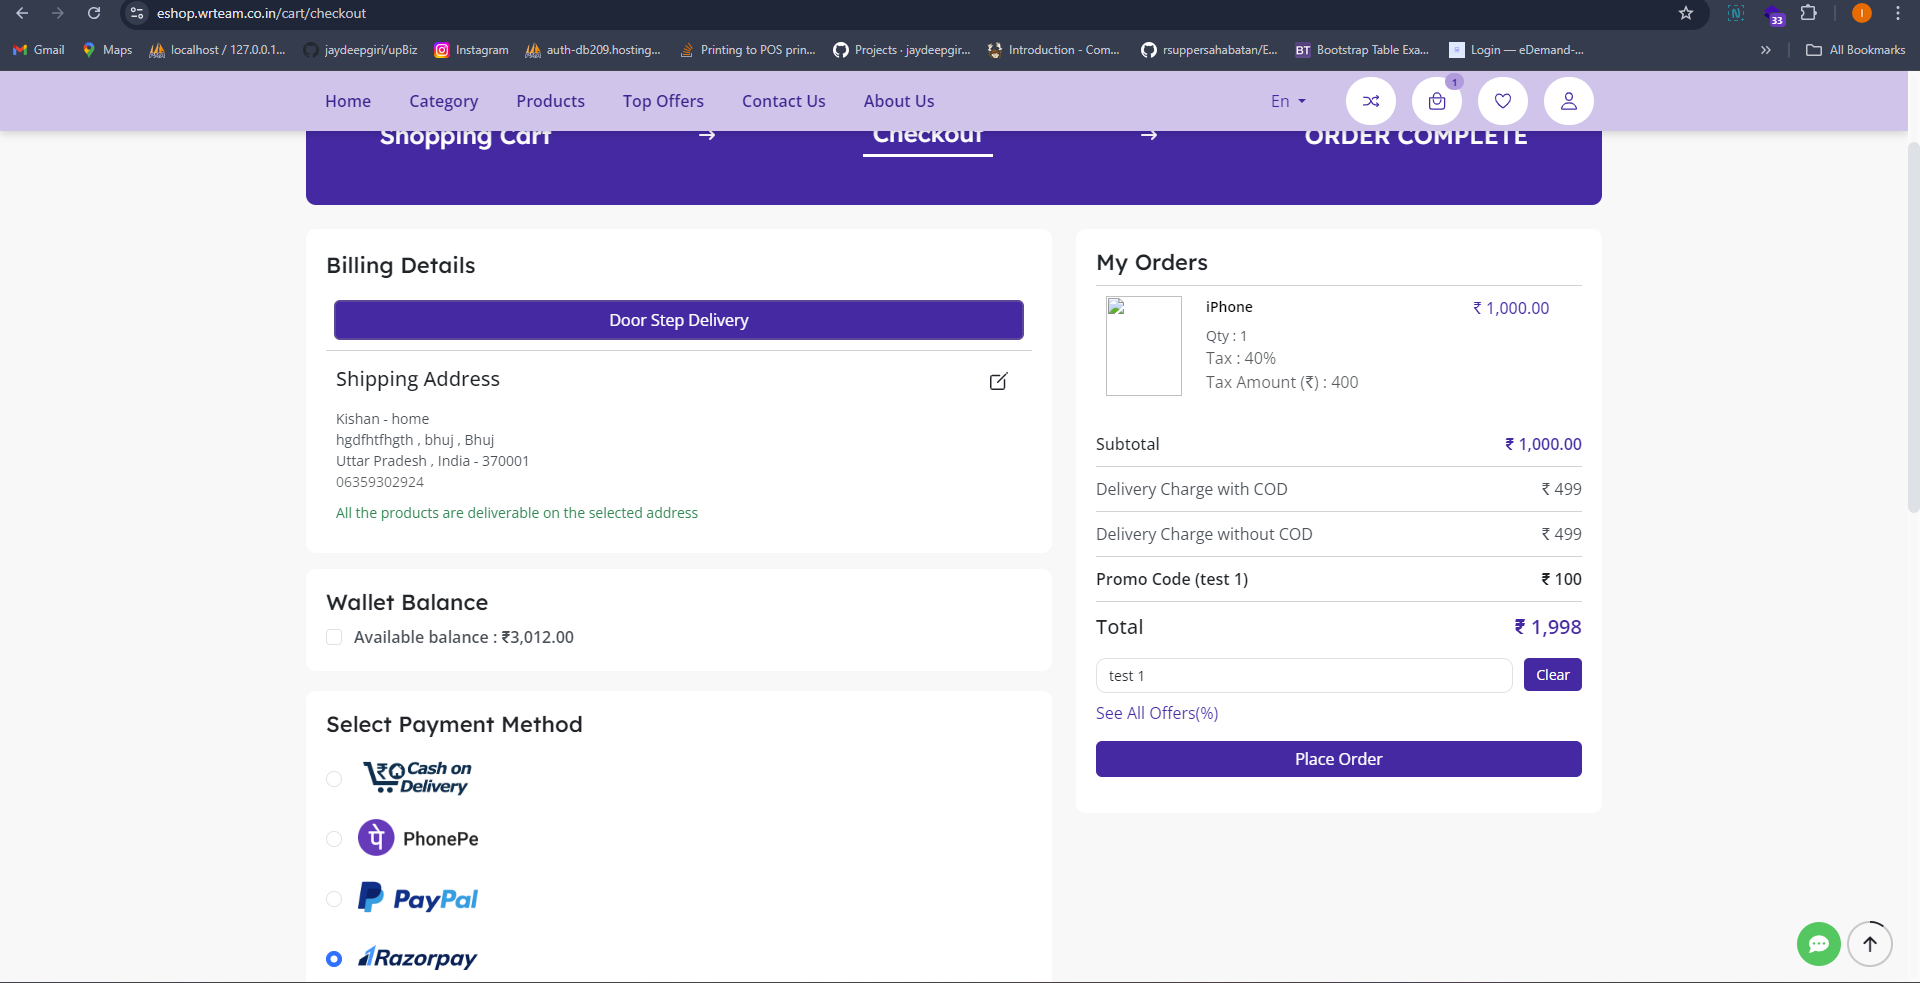 eshop.wrteam.co.in/cart/checkout
33
Gmail
Maps
localhost / 127.0.0.1...
jaydeepgiri/upBiz
Instagram
auth-db209.hosting...
Printing to POS prin...
Projects · jaydeepgir...
Introduction - Com...
rsuppersahabatan/E...
BT Bootstrap Table Exa...
Login — eDemand-...
All Bookmarks
Home
Category
Products
Top Offers
Contact Us
About Us
En
1
Shopping Cart
Checkout
ORDER COMPLETE
Billing Details
Door Step Delivery
Shipping Address
Kishan - home
hgdfhtfhgth , bhuj , Bhuj
Uttar Pradesh , India - 370001
06359302924
All the products are deliverable on the selected address
Wallet Balance
Available balance : ₹3,012.00
Select Payment Method
Cash on Delivery
पे PhonePe
PayPal
Razorpay
My Orders
iPhone
₹ 1,000.00
Qty : 1
Tax : 40%
Tax Amount (₹) : 400
Subtotal ₹ 1,000.00
Delivery Charge with COD ₹ 499
Delivery Charge without COD ₹ 499
Promo Code (test 1) ₹ 100
Total ₹ 1,998
test 1
Clear
See All Offers(%)
Place Order